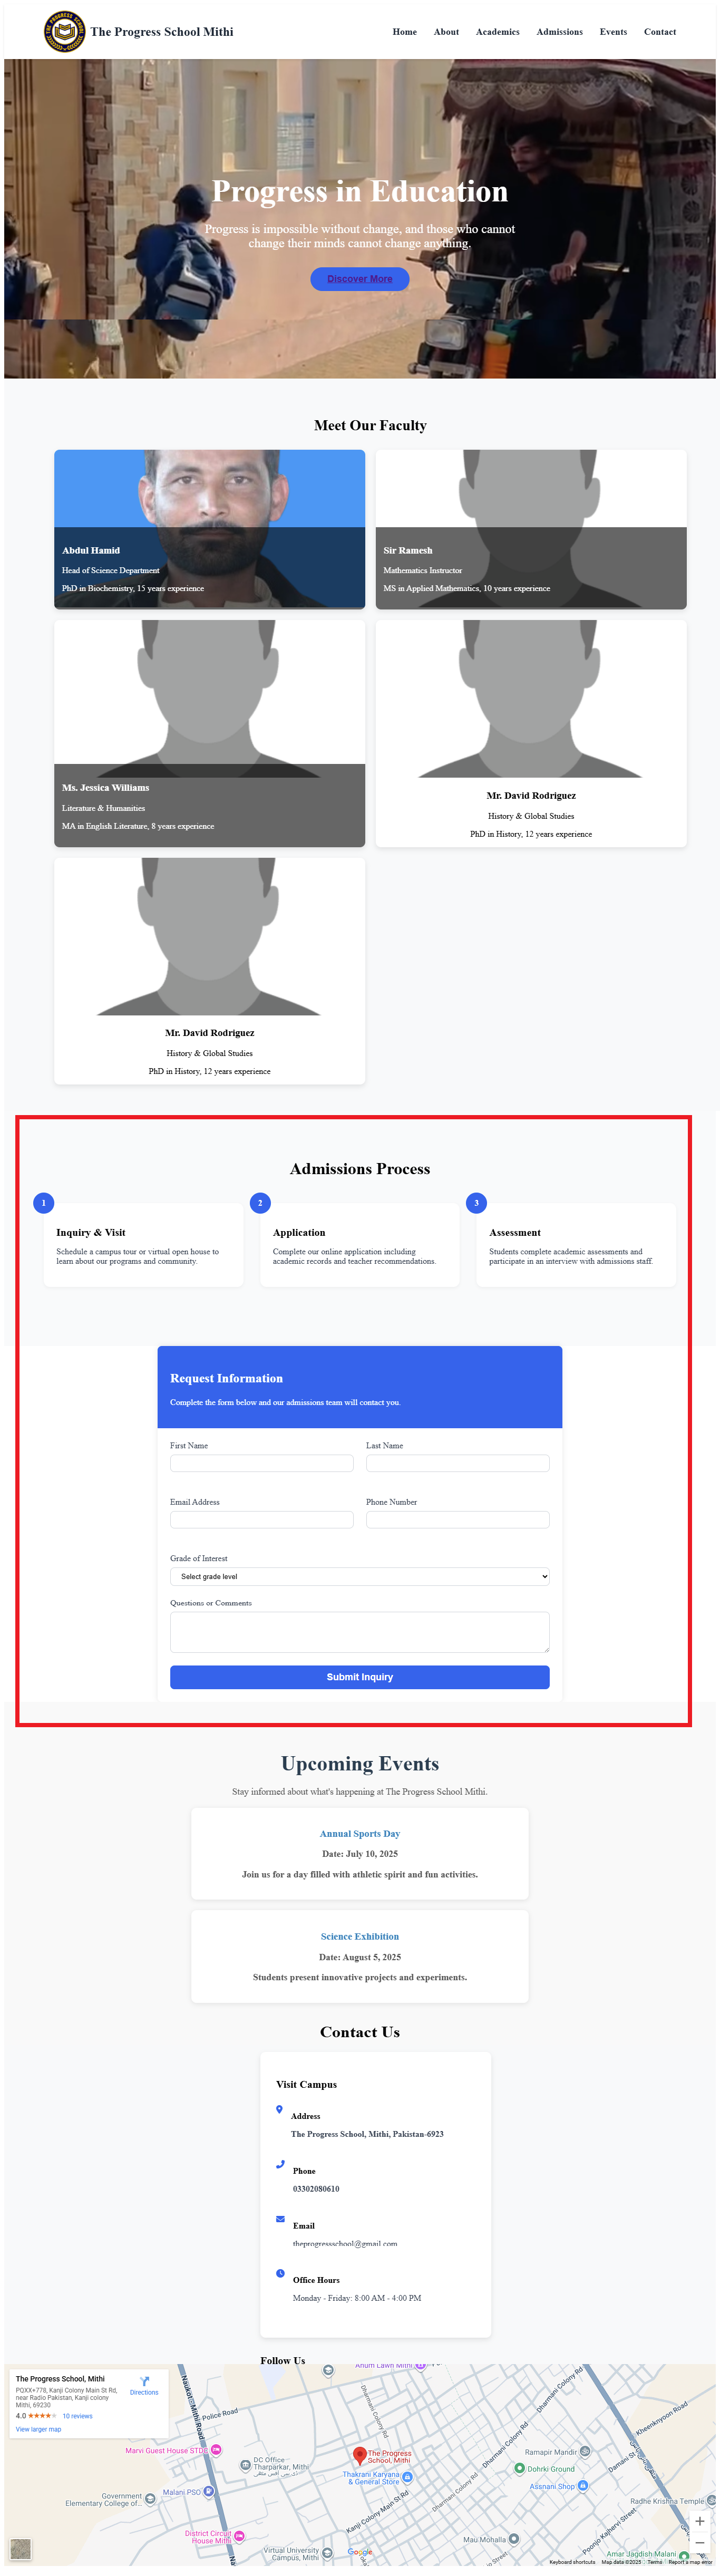 The Progress School Mithi
Home About Academics Admissions Events Contact
Progress in Education
Progress is impossible without change, and those who cannot
change their minds cannot change anything.
Discover More
Meet Our Faculty
Abdul Hamid
Head of Science Department
PhD in Biochemistry, 15 years experience
Sir Ramesh
Mathematics Instructor
MS in Applied Mathematics, 10 years experience
Ms. Jessica Williams
Literature & Humanities
MA in English Literature, 8 years experience
Mr. David Rodriguez
History & Global Studies
PhD in History, 12 years experience
Mr. David Rodriguez
History & Global Studies
PhD in History, 12 years experience
Admissions Process
1
Inquiry & Visit
Schedule a campus tour or virtual open house to
learn about our programs and community.
2
Application
Complete our online application including
academic records and teacher recommendations.
3
Assessment
Students complete academic assessments and
participate in an interview with admissions staff.
Request Information
Complete the form below and our admissions team will contact you.
First Name
Last Name
Email Address
Phone Number
Grade of Interest
Select grade level
Questions or Comments
Submit Inquiry
Upcoming Events
Stay informed about what's happening at The Progress School Mithi.
Annual Sports Day
Date: July 10, 2025
Join us for a day filled with athletic spirit and fun activities.
Science Exhibition
Date: August 5, 2025
Students present innovative projects and experiments.
Contact Us
Visit Campus
Address
The Progress School, Mithi, Pakistan-6923
Phone
03302080610
Email
theprogressschool@gmail.com
Office Hours
Monday - Friday: 8:00 AM - 4:00 PM
Follow Us
The Progress School, Mithi
PQXX+778, Kanji Colony Main St Rd,
near Radio Pakistan, Kanji colony
Mithi, 69230
Directions
4.0 10 reviews
View larger map
Anum Lawn Mithi
Naukot - Mithi Road
Police Road
Dharmani Colony Rd
Dharmani Colony Rd
Kheenknyoon Road
Marvi Guest House STDC
DC Office
Tharparkar, Mithi
The Progress
School, Mithi
Dharmani Colony Rd
Ramapir Mandir
Damani St
Thakrani Karyana
& General Store
Dohrki Ground
Malani PSO
Assnani Shop
Dharmani Colony Rd
Government
Elementary College of...
Radhe Krishna Temple
Kanji Colony Main St Rd
District Circuit
House Mithi
Mau Mohalla
Poonjo Kajhervi Street
Virtual University
Campus, Mithi
Google
Amar Jagdish Malani
Keyboard shortcuts Map data ©2025 Terms Report a map error